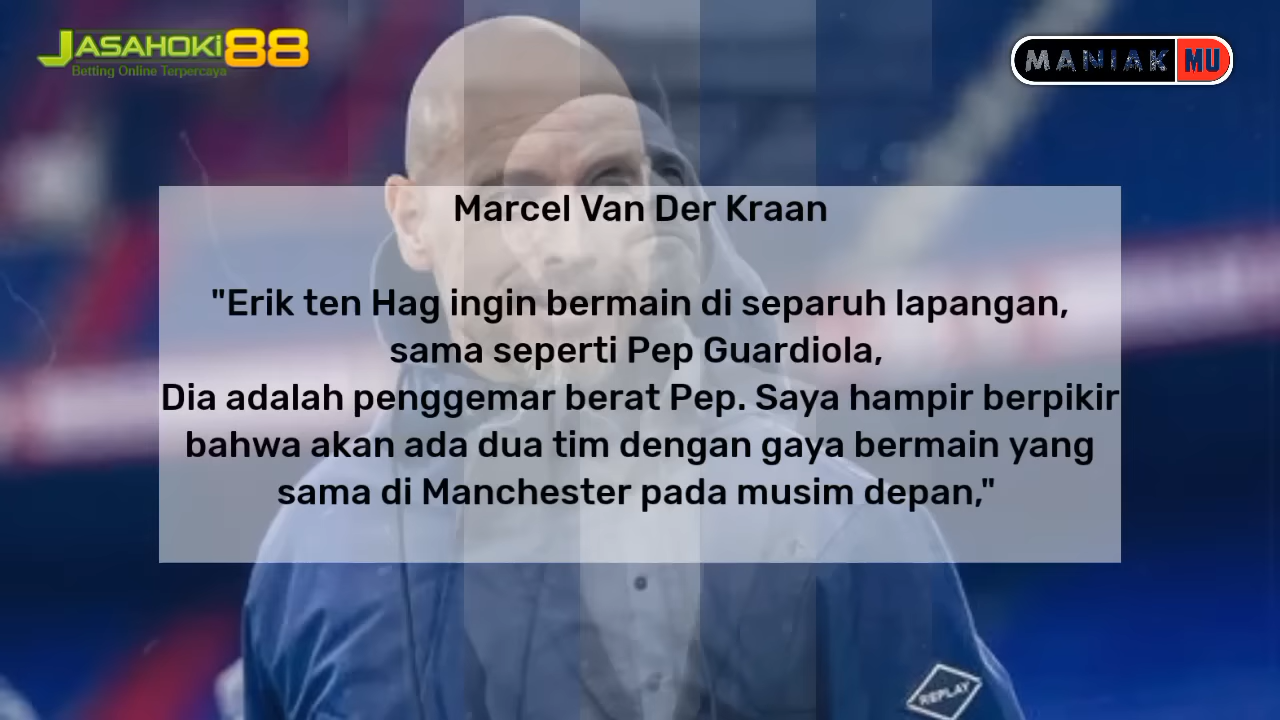 JASAHOKi88
Betting Online Terpercaya
MANIAK MU
Marcel Van Der Kraan
"Erik ten Hag ingin bermain di separuh lapangan,
sama seperti Pep Guardiola,
Dia adalah penggemar berat Pep. Saya hampir berpikir
bahwa akan ada dua tim dengan gaya bermain yang
sama di Manchester pada musim depan,"
REPLAY